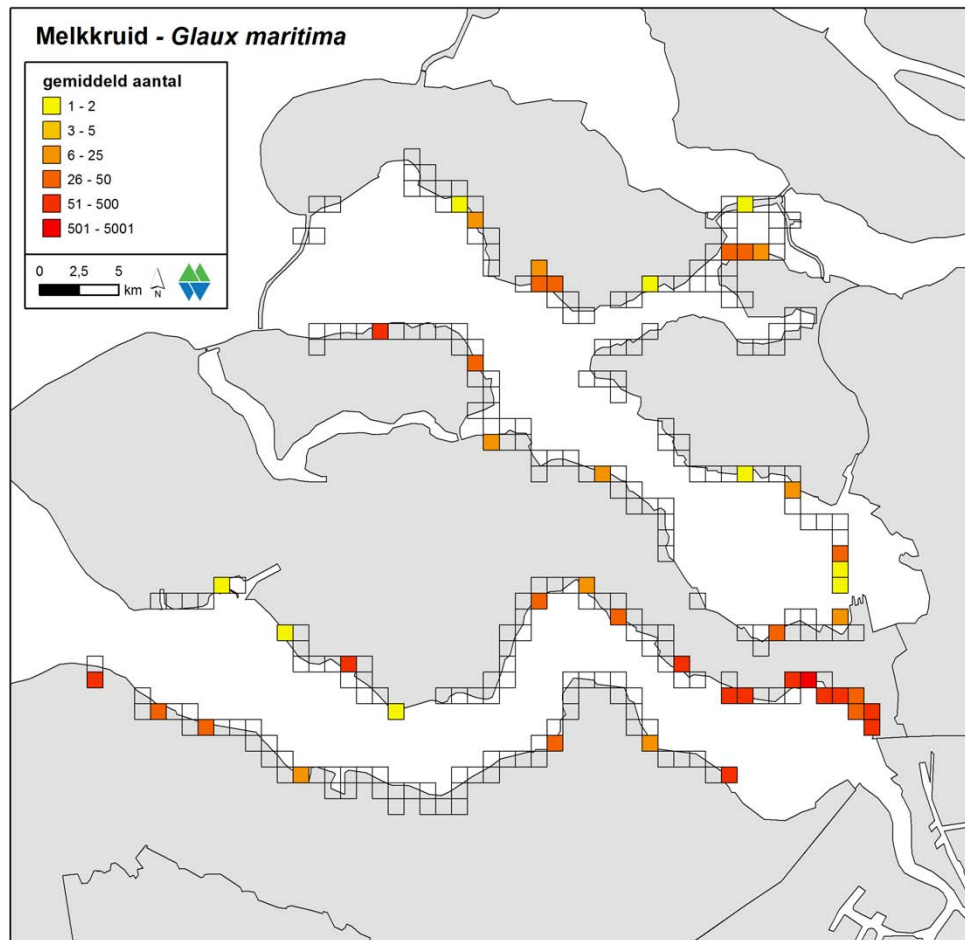 Melkkruid - Glaux maritima
gemiddeld aantal
1 - 2
3 - 5
6 - 25
26 - 50
51 - 500
501 - 5001
0 2,5 5
km
N